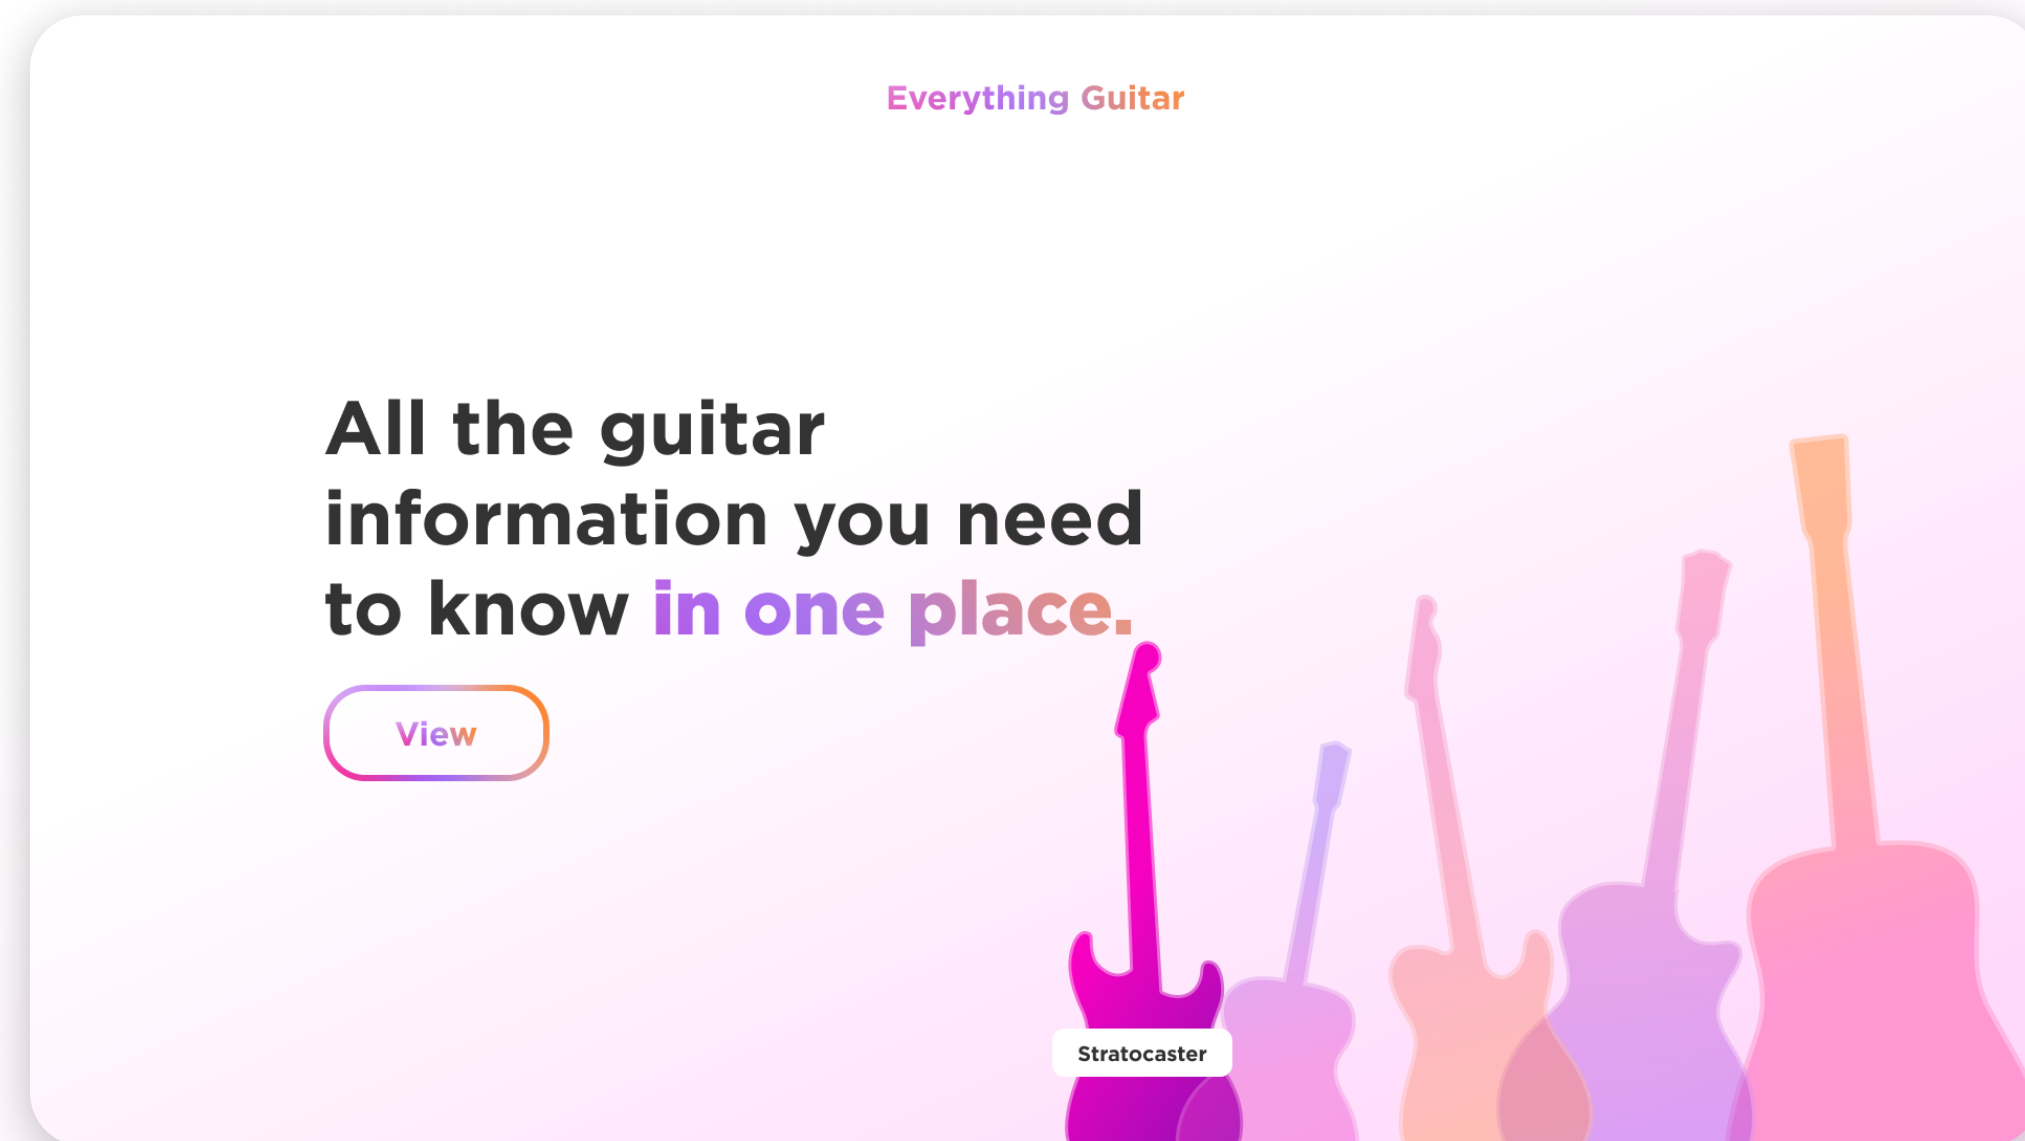 Everything Guitar
All the guitar
information you need
to know in one place.
View
Stratocaster